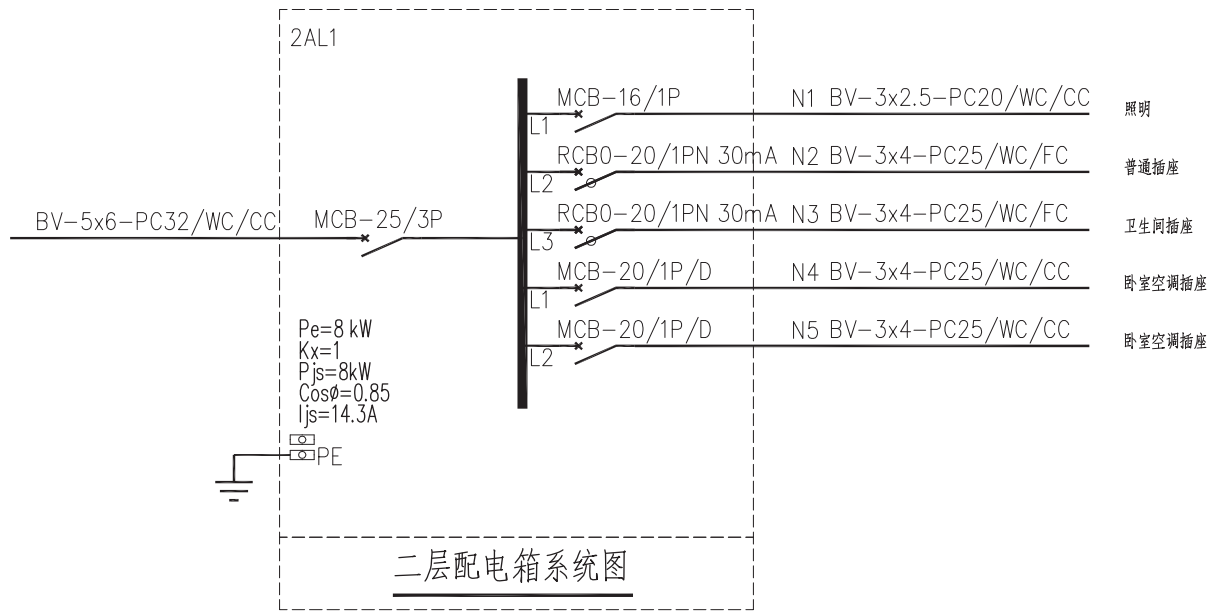 2AL1
MCB-16/1P N1 BV-3x2.5-PC20/WC/CC 照明
L1
RCBO-20/1PN 30mA N2 BV-3x4-PC25/WC/FC 普通插座
L2
BV-5x6-PC32/WC/CC MCB-25/3P
RCBO-20/1PN 30mA N3 BV-3x4-PC25/WC/FC 卫生间插座
L3
MCB-20/1P/D N4 BV-3x4-PC25/WC/CC 卧室空调插座
L1
MCB-20/1P/D N5 BV-3x4-PC25/WC/CC 卧室空调插座
L2
Pe=8 kW
Kx=1
Pjs=8kW
Cosø=0.85
Ijs=14.3A
PE
二层配电箱系统图